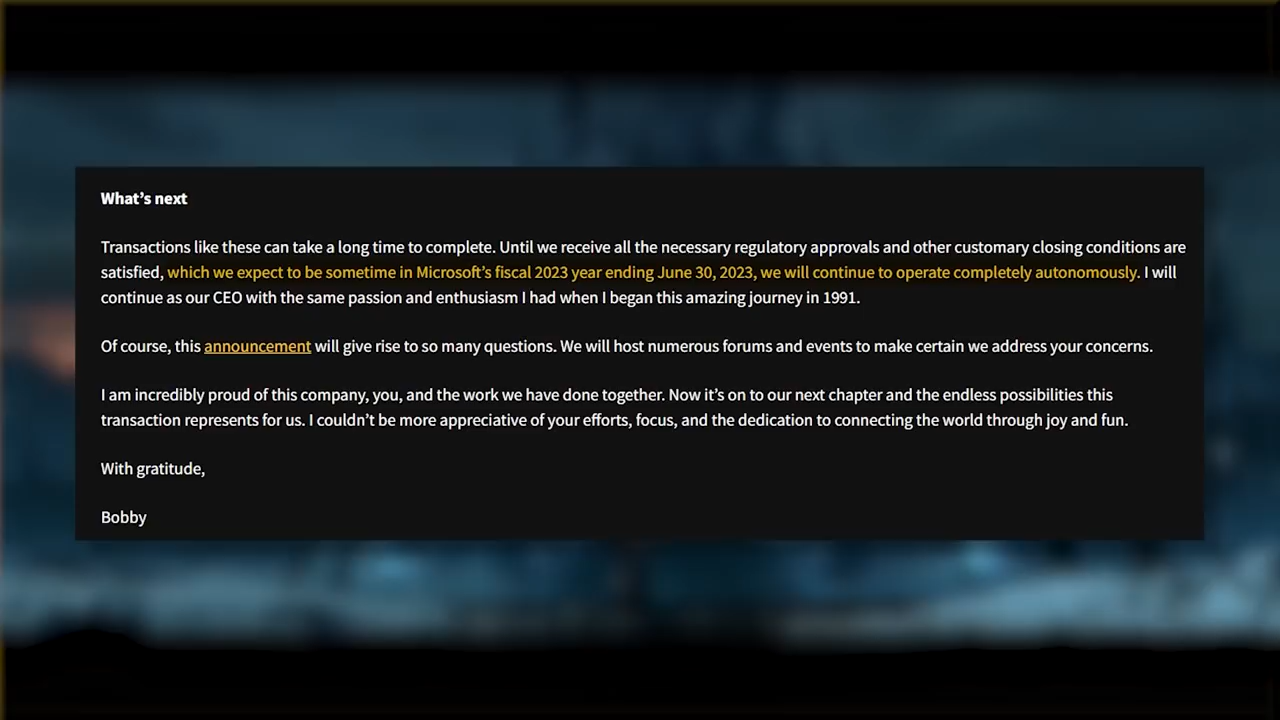 What’s next
Transactions like these can take a long time to complete. Until we receive all the necessary regulatory approvals and other customary closing conditions are
satisfied, which we expect to be sometime in Microsoft’s fiscal 2023 year ending June 30, 2023, we will continue to operate completely autonomously. I will
continue as our CEO with the same passion and enthusiasm I had when I began this amazing journey in 1991.
Of course, this announcement will give rise to so many questions. We will host numerous forums and events to make certain we address your concerns.
I am incredibly proud of this company, you, and the work we have done together. Now it’s on to our next chapter and the endless possibilities this
transaction represents for us. I couldn’t be more appreciative of your efforts, focus, and the dedication to connecting the world through joy and fun.
With gratitude,
Bobby